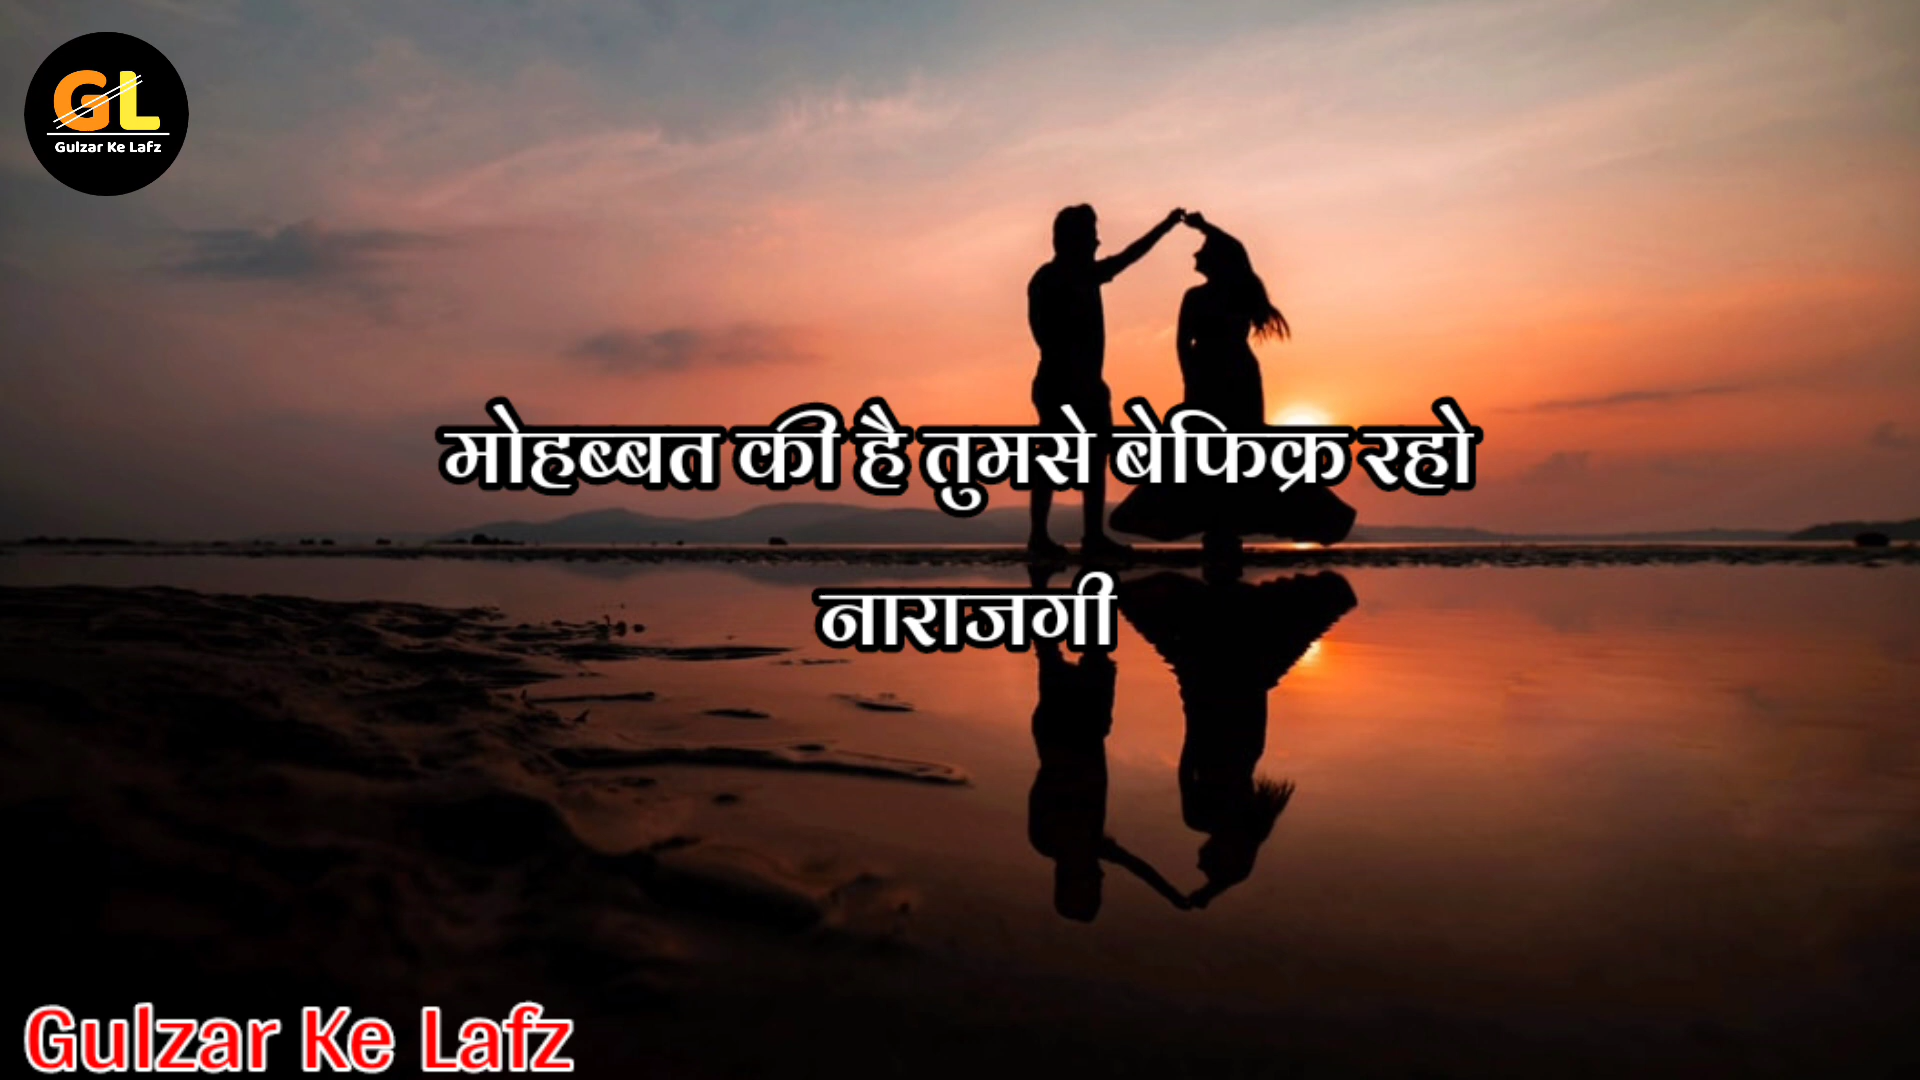 GL
Gulzar Ke Lafz
मोहब्बत की है तुमसे बेफिक्र रहो
नाराजगी
Gulzar Ke Lafz